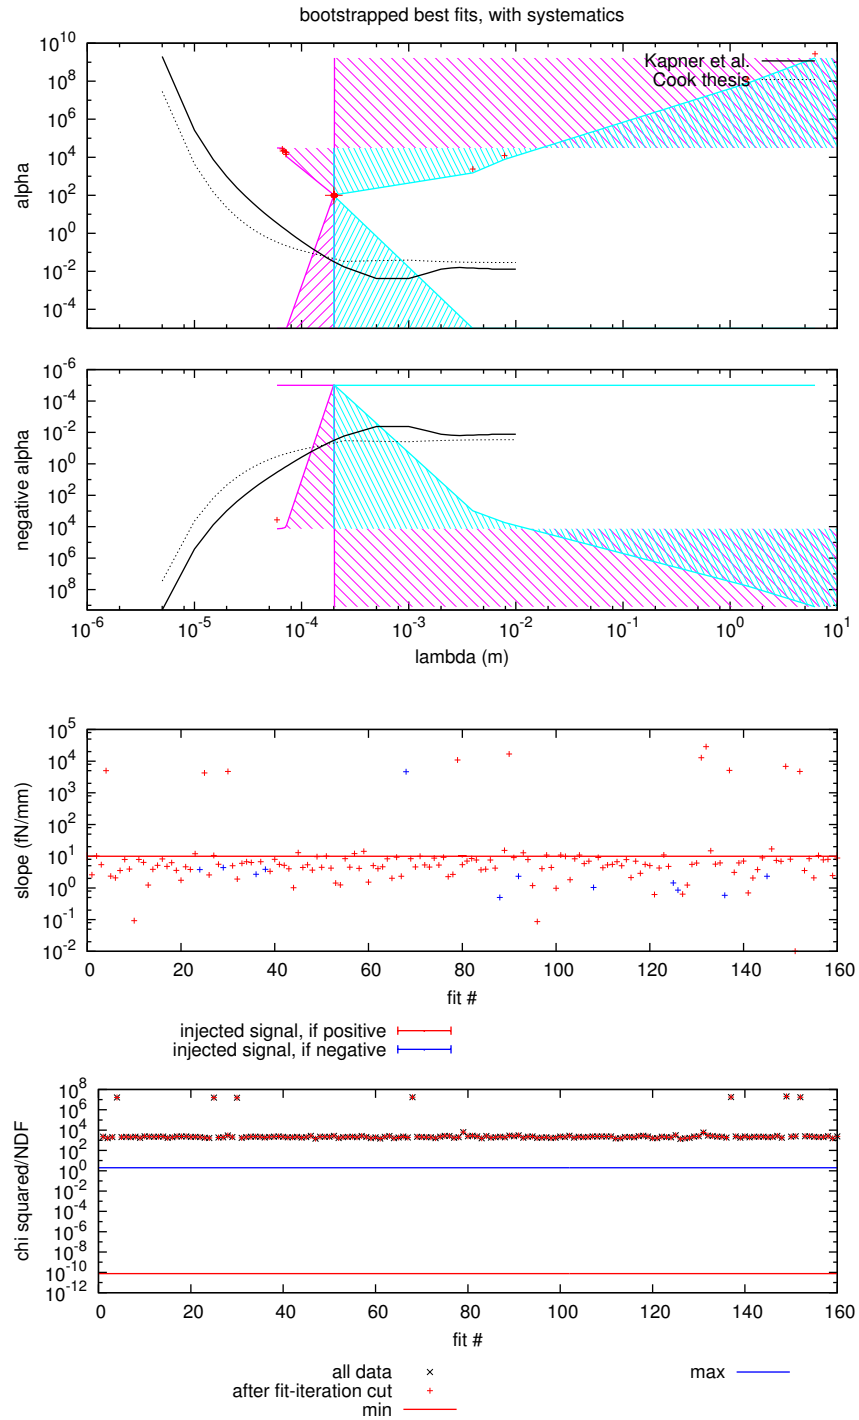 bootstrapped best fits, with systematics
10^10
10^8
10^6
10^4
10^2
10^0
10^-2
10^-4
alpha
Kapner et al.
Cook thesis
10^-6
10^-4
10^-2
10^0
10^2
10^4
10^6
10^8
negative alpha
10^-6 10^-5 10^-4 10^-3 10^-2 10^-1 10^0 10^1
lambda (m)
10^5
10^4
10^3
10^2
10^1
10^0
10^-1
10^-2
slope (fN/mm)
0 20 40 60 80 100 120 140 160
fit #
injected signal, if positive
injected signal, if negative
10^8
10^6
10^4
10^2
10^0
10^-2
10^-4
10^-6
10^-8
10^-10
10^-12
chi squared/NDF
0 20 40 60 80 100 120 140 160
fit #
all data
after fit-iteration cut
min
max